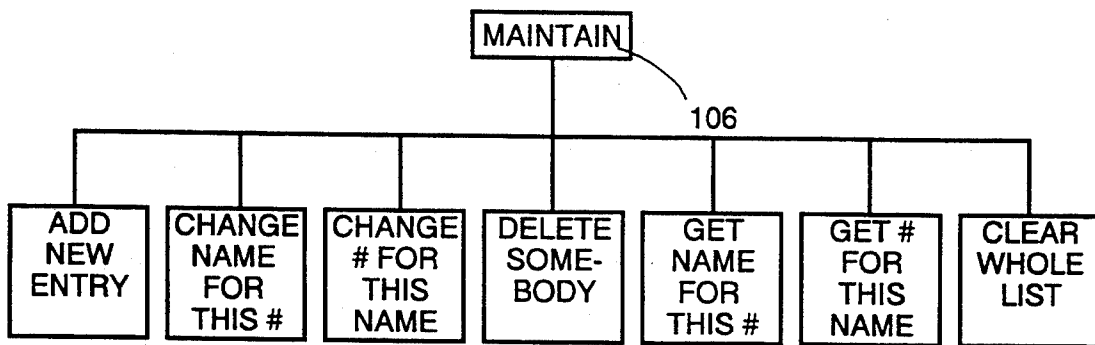 MAINTAIN
106
ADD
NEW
ENTRY
CHANGE
NAME
FOR
THIS #
CHANGE
# FOR
THIS
NAME
DELETE
SOME-
BODY
GET
NAME
FOR
THIS #
GET #
FOR
THIS
NAME
CLEAR
WHOLE
LIST